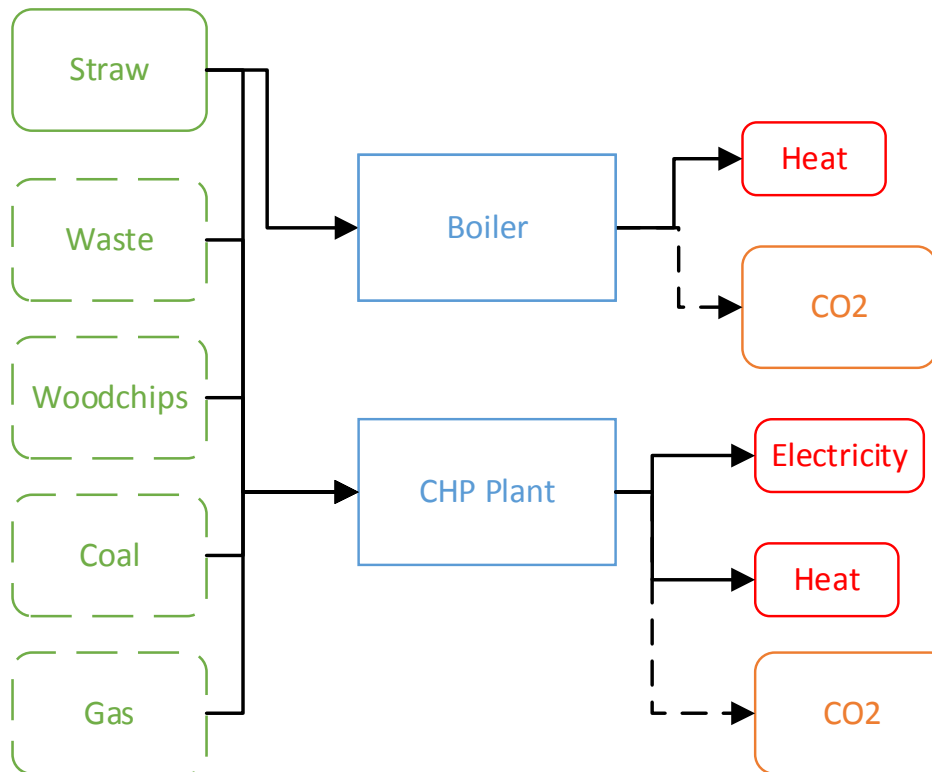 Straw
Waste
Woodchips
Coal
Gas
Boiler
CHP Plant
Heat
CO2
Electricity
Heat
CO2